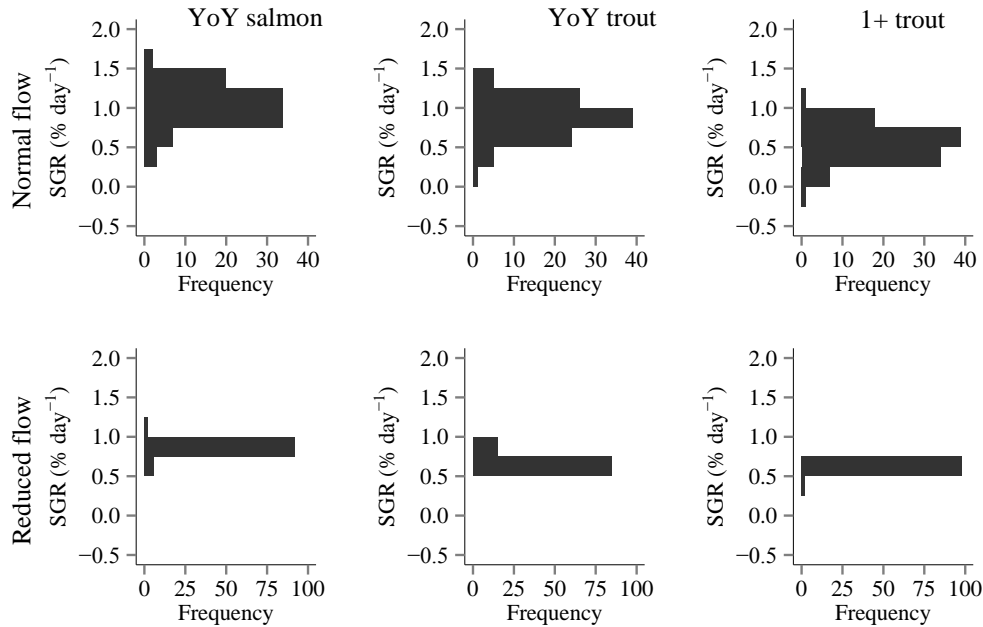 YoY salmon
YoY trout
1+ trout
Normal flow
SGR (% day⁻¹)
2.0
1.5
1.0
0.5
0.0
−0.5
0 10 20 30 40
Frequency
SGR (% day⁻¹)
2.0
1.5
1.0
0.5
0.0
−0.5
0 10 20 30 40
Frequency
SGR (% day⁻¹)
2.0
1.5
1.0
0.5
0.0
−0.5
0 10 20 30 40
Frequency
Reduced flow
SGR (% day⁻¹)
2.0
1.5
1.0
0.5
0.0
−0.5
0 25 50 75 100
Frequency
SGR (% day⁻¹)
2.0
1.5
1.0
0.5
0.0
−0.5
0 25 50 75 100
Frequency
SGR (% day⁻¹)
2.0
1.5
1.0
0.5
0.0
−0.5
0 25 50 75 100
Frequency